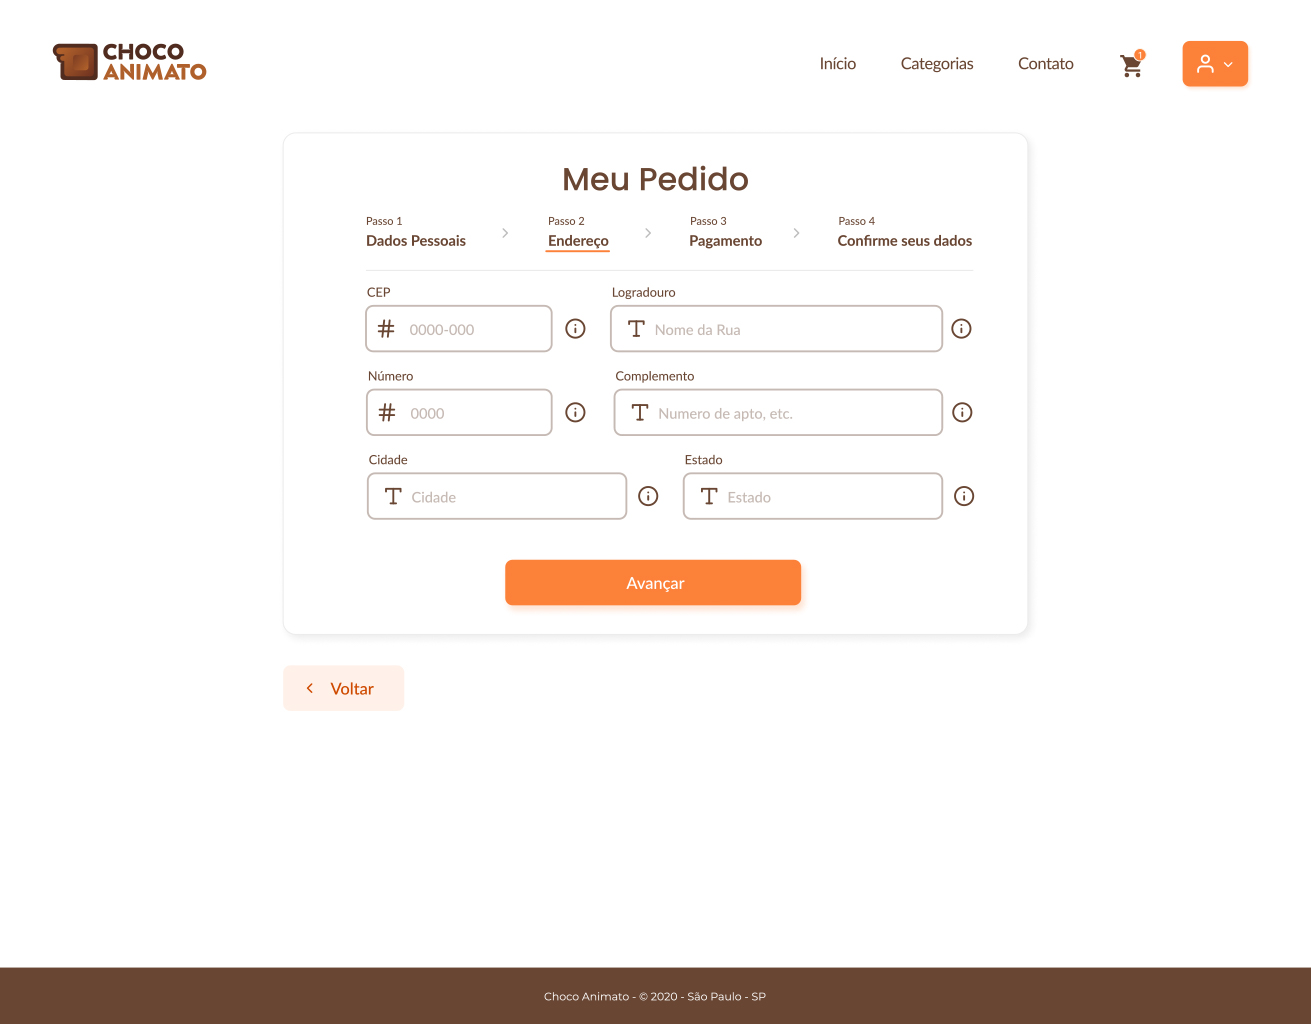 CHOCO
ANIMATO
Início
Categorias
Contato
1
Meu Pedido
Passo 1
Dados Pessoais
Passo 2
Endereço
Passo 3
Pagamento
Passo 4
Confirme seus dados
CEP
# 0000-000
Logradouro
T Nome da Rua
Número
# 0000
Complemento
T Numero de apto, etc.
Cidade
T Cidade
Estado
T Estado
Avançar
Voltar
Choco Animato - © 2020 - São Paulo - SP